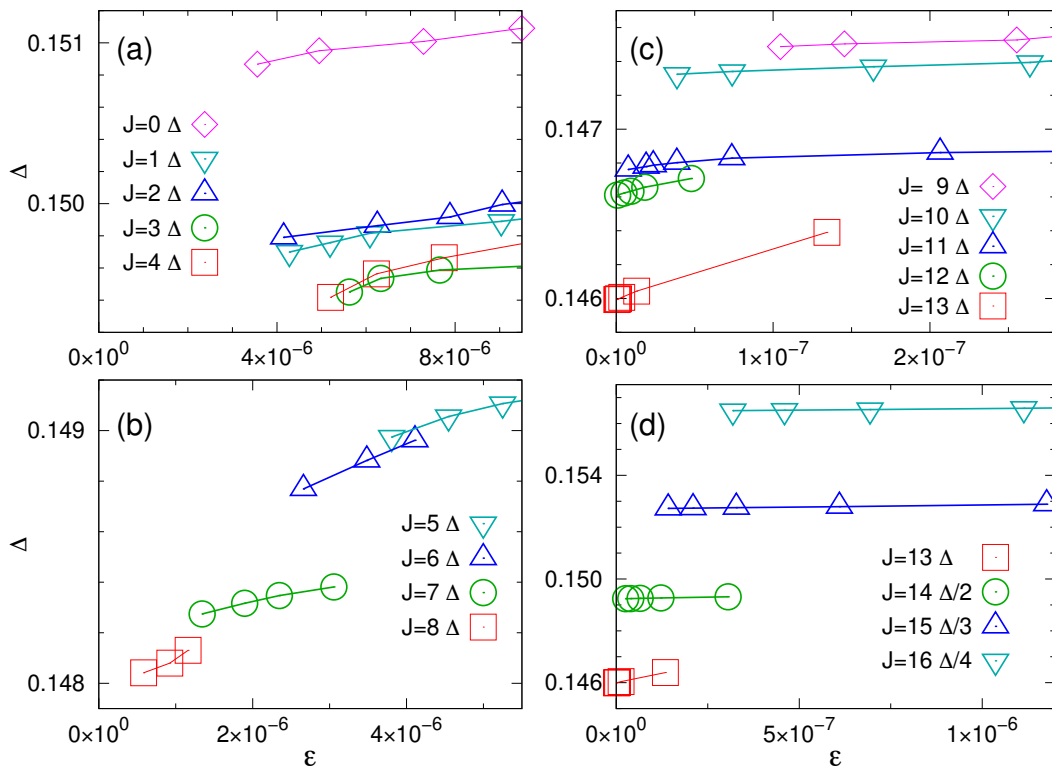 (a)
0.151
0.150
Δ
J=0 Δ
J=1 Δ
J=2 Δ
J=3 Δ
J=4 Δ
0×10⁰
4×10⁻⁶
8×10⁻⁶
(c)
0.147
0.146
J= 9 Δ
J=10 Δ
J=11 Δ
J=12 Δ
J=13 Δ
0×10⁰
1×10⁻⁷
2×10⁻⁷
(b)
0.149
0.148
Δ
J=5 Δ
J=6 Δ
J=7 Δ
J=8 Δ
0×10⁰
2×10⁻⁶
4×10⁻⁶
ε
(d)
0.154
0.150
0.146
J=13 Δ
J=14 Δ/2
J=15 Δ/3
J=16 Δ/4
0×10⁰
5×10⁻⁷
1×10⁻⁶
ε